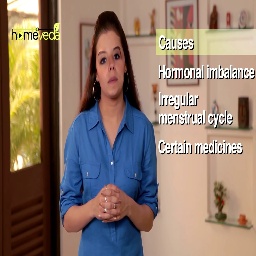 homeveda
Causes
Hormonal imbalance
Irregular
menstrual cycle
Certain medicines